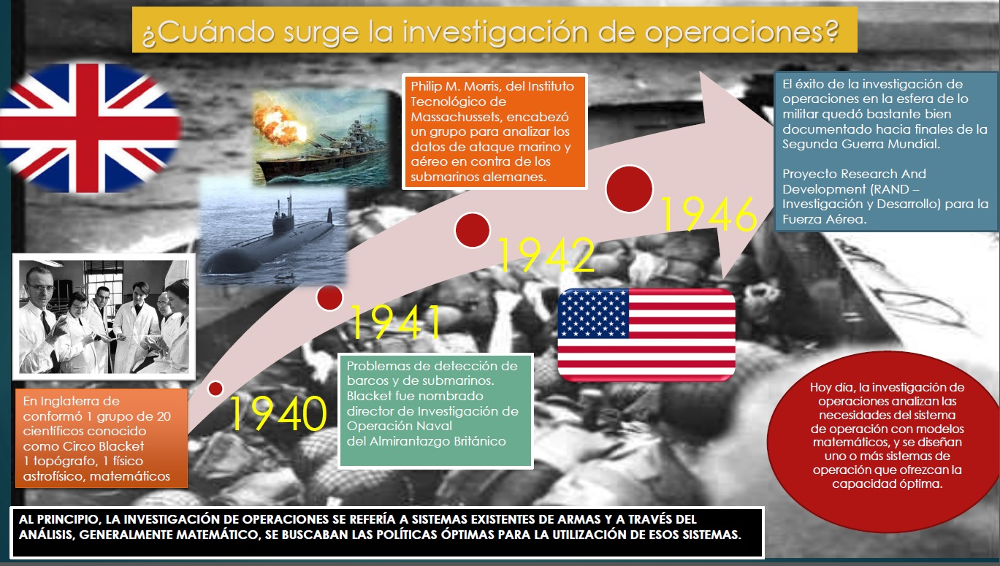 ¿Cuándo surge la investigación de operaciones?
En Inglaterra de
conformó 1 grupo de 20
científicos conocido
como Circo Blacket
1 topógrafo, 1 físico
astrofísico, matemáticos
1940
1941
Problemas de detección de
barcos y de submarinos.
Blacket fue nombrado
director de Investigación de
Operación Naval
del Almirantazgo Británico
Philip M. Morris, del Instituto
Tecnológico de
Massachussets, encabezó
un grupo para analizar los
datos de ataque marino y
aéreo en contra de los
submarinos alemanes.
1942
1946
El éxito de la investigación de
operaciones en la esfera de lo
militar quedó bastante bien
documentado hacia finales de la
Segunda Guerra Mundial.
Proyecto Research And
Development (RAND –
Investigación y Desarrollo) para la
Fuerza Aérea.
Hoy día, la investigación de
operaciones analizan las
necesidades del sistema
de operación con modelos
matemáticos, y se diseñan
uno o más sistemas de
operación que ofrezcan la
capacidad óptima.
AL PRINCIPIO, LA INVESTIGACIÓN DE OPERACIONES SE REFERÍA A SISTEMAS EXISTENTES DE ARMAS Y A TRAVÉS DEL
ANÁLISIS, GENERALMENTE MATEMÁTICO, SE BUSCABAN LAS POLÍTICAS ÓPTIMAS PARA LA UTILIZACIÓN DE ESOS SISTEMAS.